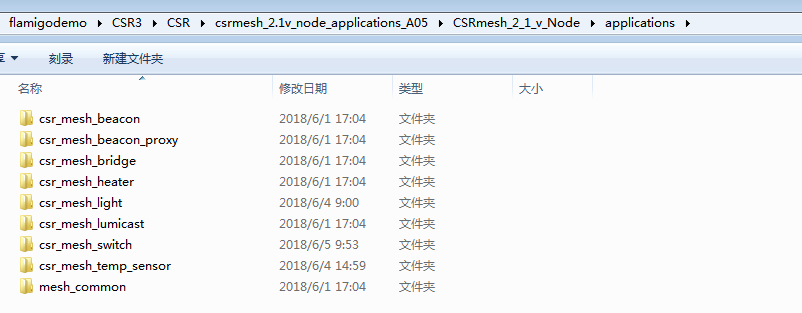 flamigodemo ▸ CSR3 ▸ CSR ▸ csrmesh_2.1v_node_applications_A05 ▸ CSRmesh_2_1_v_Node ▸ applications ▸
享 ▾ 刻录 新建文件夹
名称 修改日期 类型 大小
csr_mesh_beacon 2018/6/1 17:04 文件夹
csr_mesh_beacon_proxy 2018/6/1 17:04 文件夹
csr_mesh_bridge 2018/6/1 17:04 文件夹
csr_mesh_heater 2018/6/1 17:04 文件夹
csr_mesh_light 2018/6/4 9:00 文件夹
csr_mesh_lumicast 2018/6/1 17:04 文件夹
csr_mesh_switch 2018/6/5 9:53 文件夹
csr_mesh_temp_sensor 2018/6/4 14:59 文件夹
mesh_common 2018/6/1 17:04 文件夹